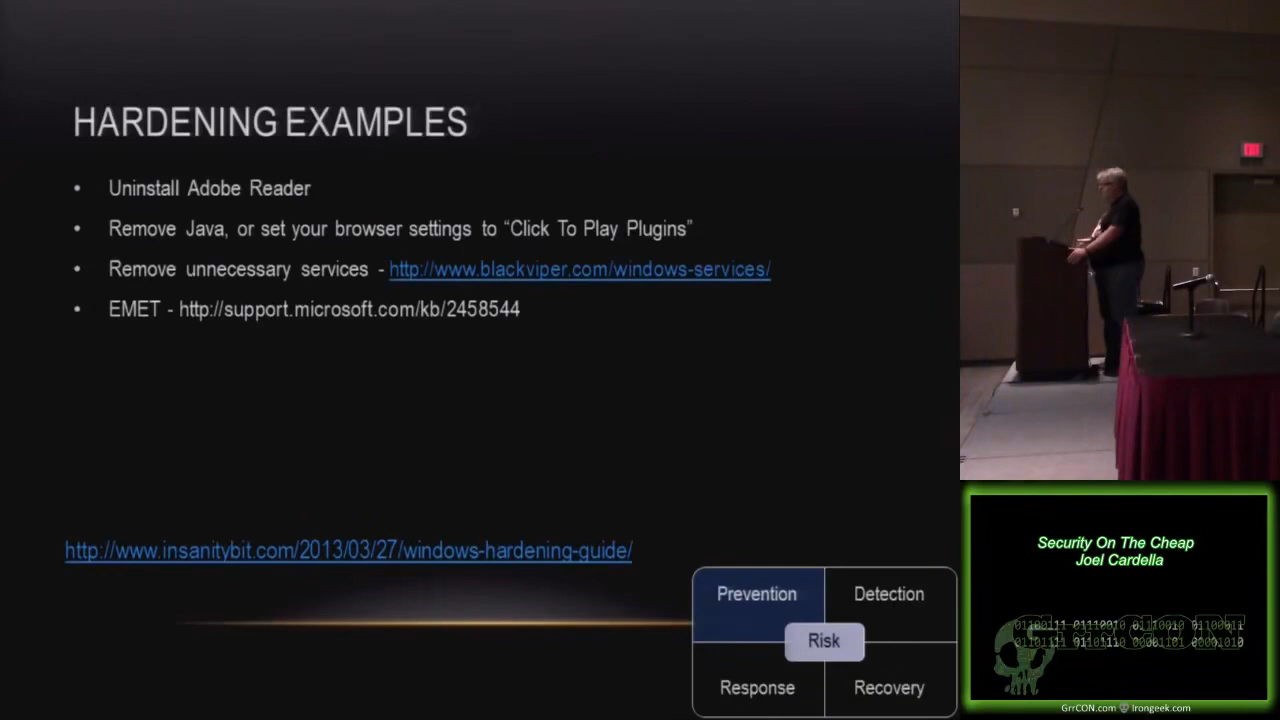 HARDENING EXAMPLES
• Uninstall Adobe Reader
• Remove Java, or set your browser settings to “Click To Play Plugins”
• Remove unnecessary services - http://www.blackviper.com/windows-services/
• EMET - http://support.microsoft.com/kb/2458544
http://www.insanitybit.com/2013/03/27/windows-hardening-guide/
Prevention
Detection
Risk
Response
Recovery
Security On The Cheap
Joel Cardella
GrrCON
GrrCON.com Irongeek.com